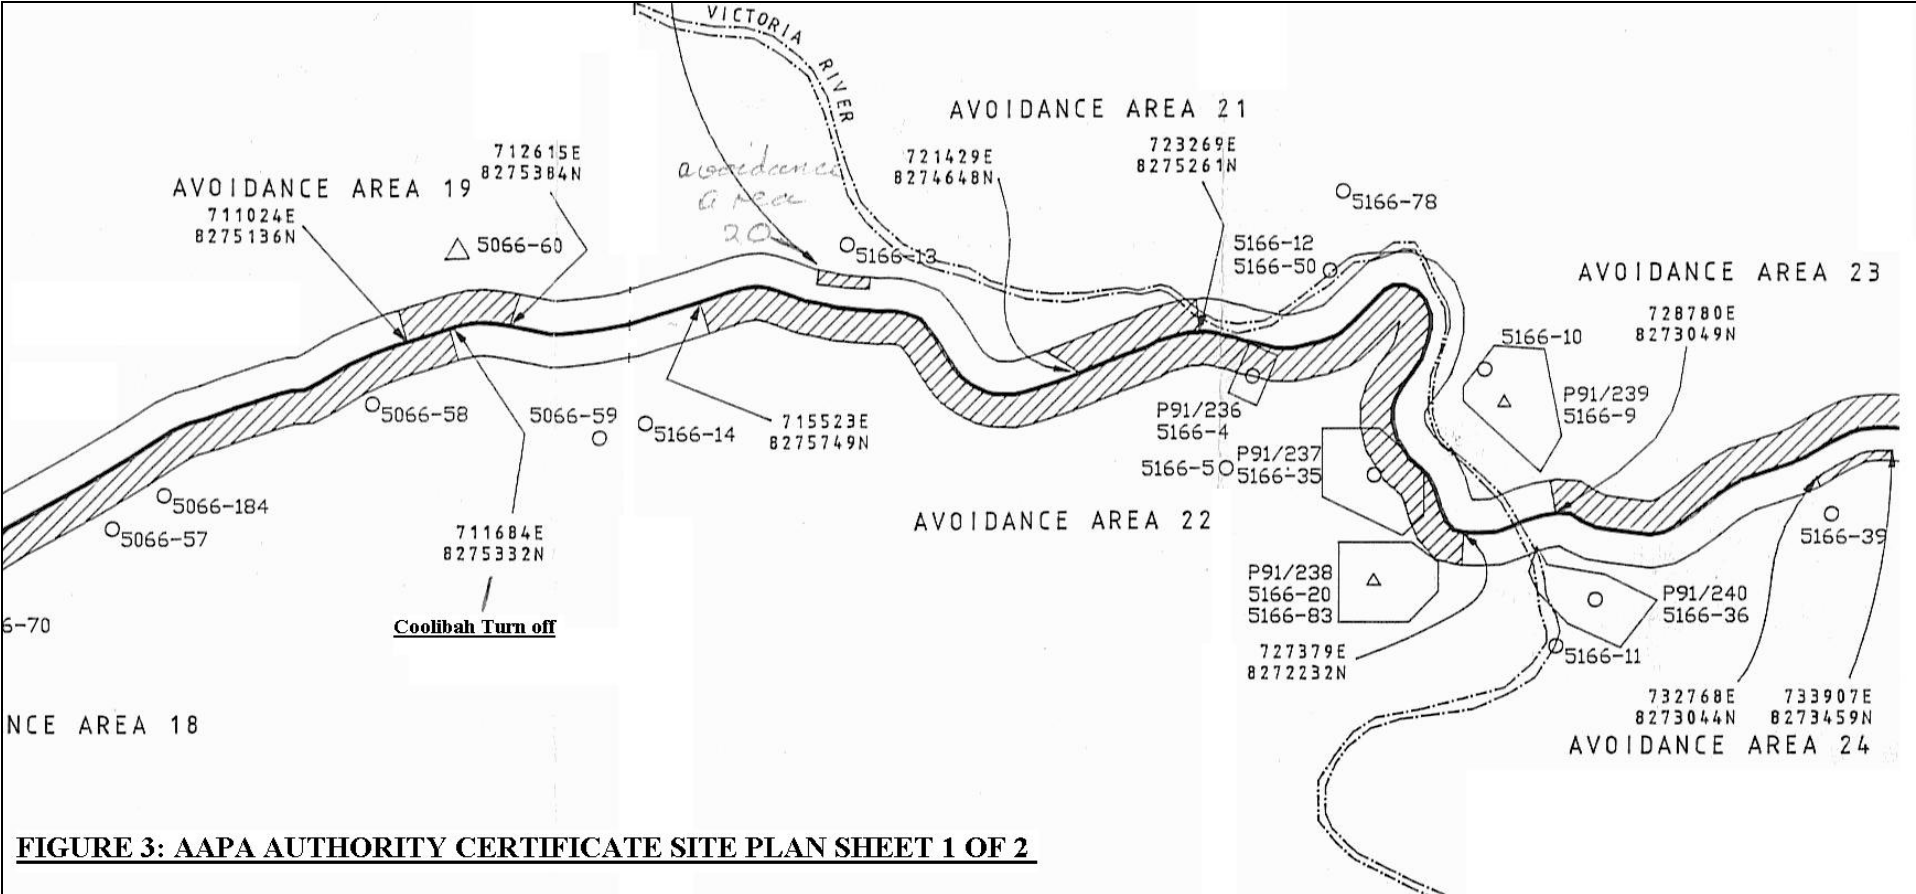 VICTORIA
RIVER
AVOIDANCE AREA 21
712615E
8275384N
AVOIDANCE AREA 19
711024E
8275136N
5066-60
avoidance
area
20
5166-13
721429E
8274648N
723269E
8275261N
5166-78
5166-12
5166-50
AVOIDANCE AREA 23
728780E
8273049N
5166-10
P91/239
5166-9
5066-58
5066-59
5166-14
715523E
8275749N
P91/236
5166-4
5166-5
P91/237
5166-35
5066-184
5066-57
711684E
8275332N
Coolibah Turn off
AVOIDANCE AREA 22
5166-39
P91/238
5166-20
5166-83
P91/240
5166-36
5166-11
6-70
727379E
8272232N
732768E
8273044N
733907E
8273459N
AVOIDANCE AREA 24
NCE AREA 18
FIGURE 3: AAPA AUTHORITY CERTIFICATE SITE PLAN SHEET 1 OF 2